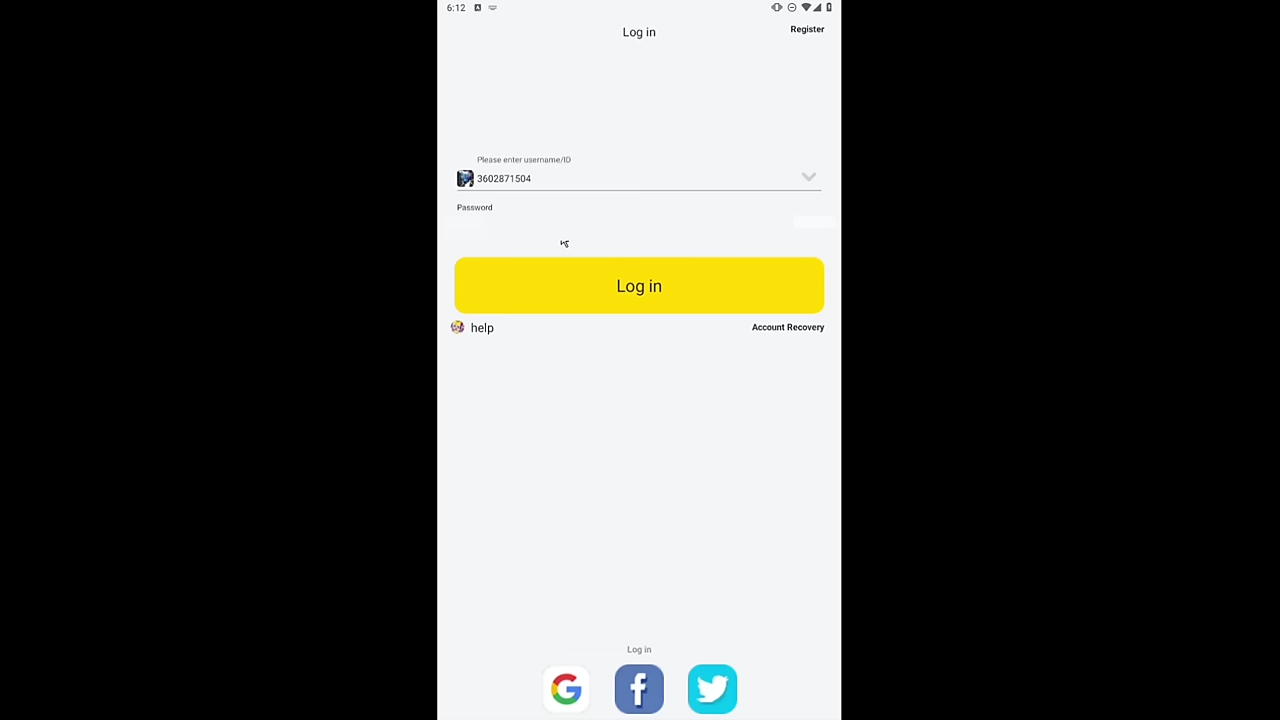 6:12
Log in
Register
Please enter username/ID
3602871504
Password
Log in
help
Account Recovery
Log in